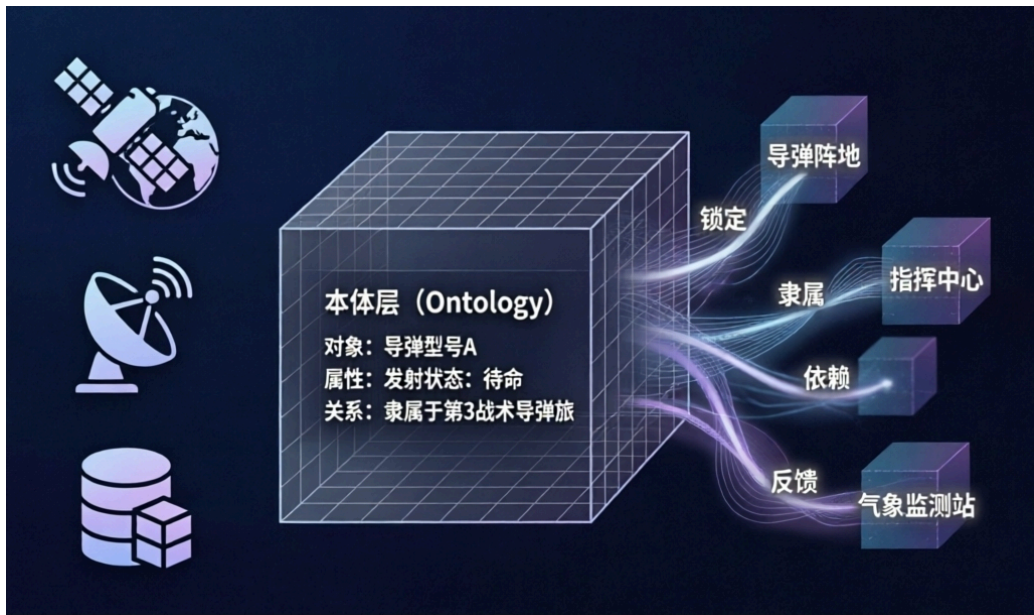 导弹阵地
锁定
指挥中心
隶属
本体层（Ontology）
对象：导弹型号A
属性：发射状态：待命
关系：隶属于第3战术导弹旅
依赖
反馈
气象监测站